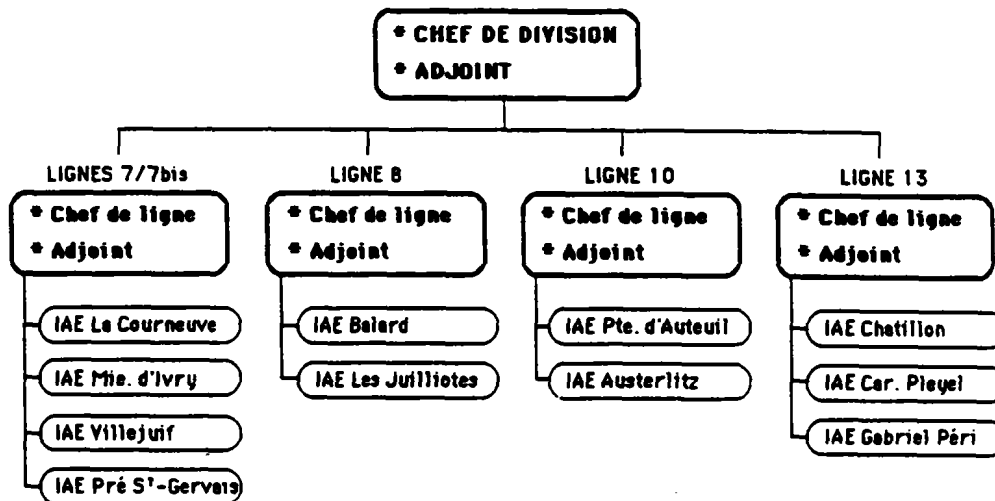 * CHEF DE DIVISION
* ADJOINT
LIGNES 7/7bis
* Chef de ligne
* Adjoint
IAE La Courneuve
IAE Mie. d'Ivry
IAE Villejuif
IAE Pré Sᵀ-Gervais
LIGNE 8
* Chef de ligne
* Adjoint
IAE Balard
IAE Les Juilliotes
LIGNE 10
* Chef de ligne
* Adjoint
IAE Pte. d'Auteuil
IAE Austerlitz
LIGNE 13
* Chef de ligne
* Adjoint
IAE Chatillon
IAE Car. Pleyel
IAE Gabriel Péri